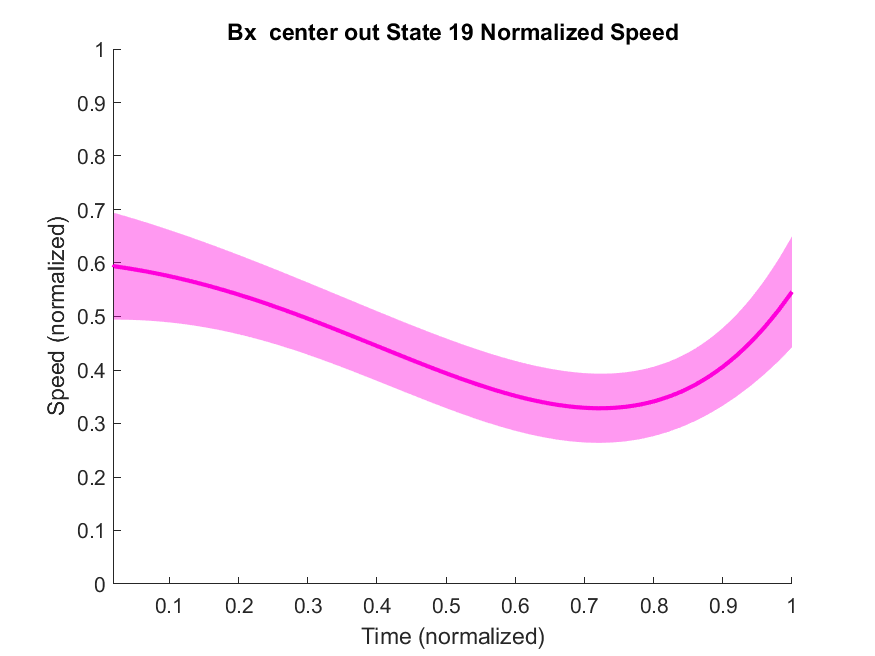 Bx  center out State 19 Normalized Speed
1
0.9
0.8
0.7
0.6
0.5
0.4
0.3
0.2
0.1
0
Speed (normalized)
0.1 0.2 0.3 0.4 0.5 0.6 0.7 0.8 0.9 1
Time (normalized)